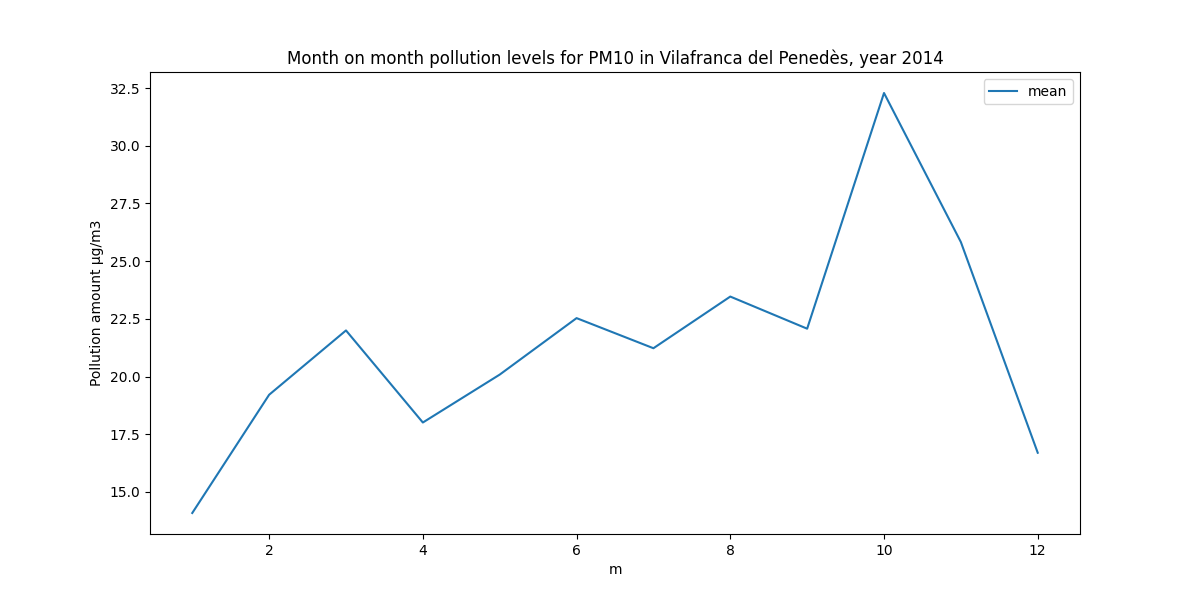 Month on month pollution levels for PM10 in Vilafranca del Penedès, year 2014
mean
Pollution amount µg/m3
32.5
30.0
27.5
25.0
22.5
20.0
17.5
15.0
2 4 6 8 10 12
m